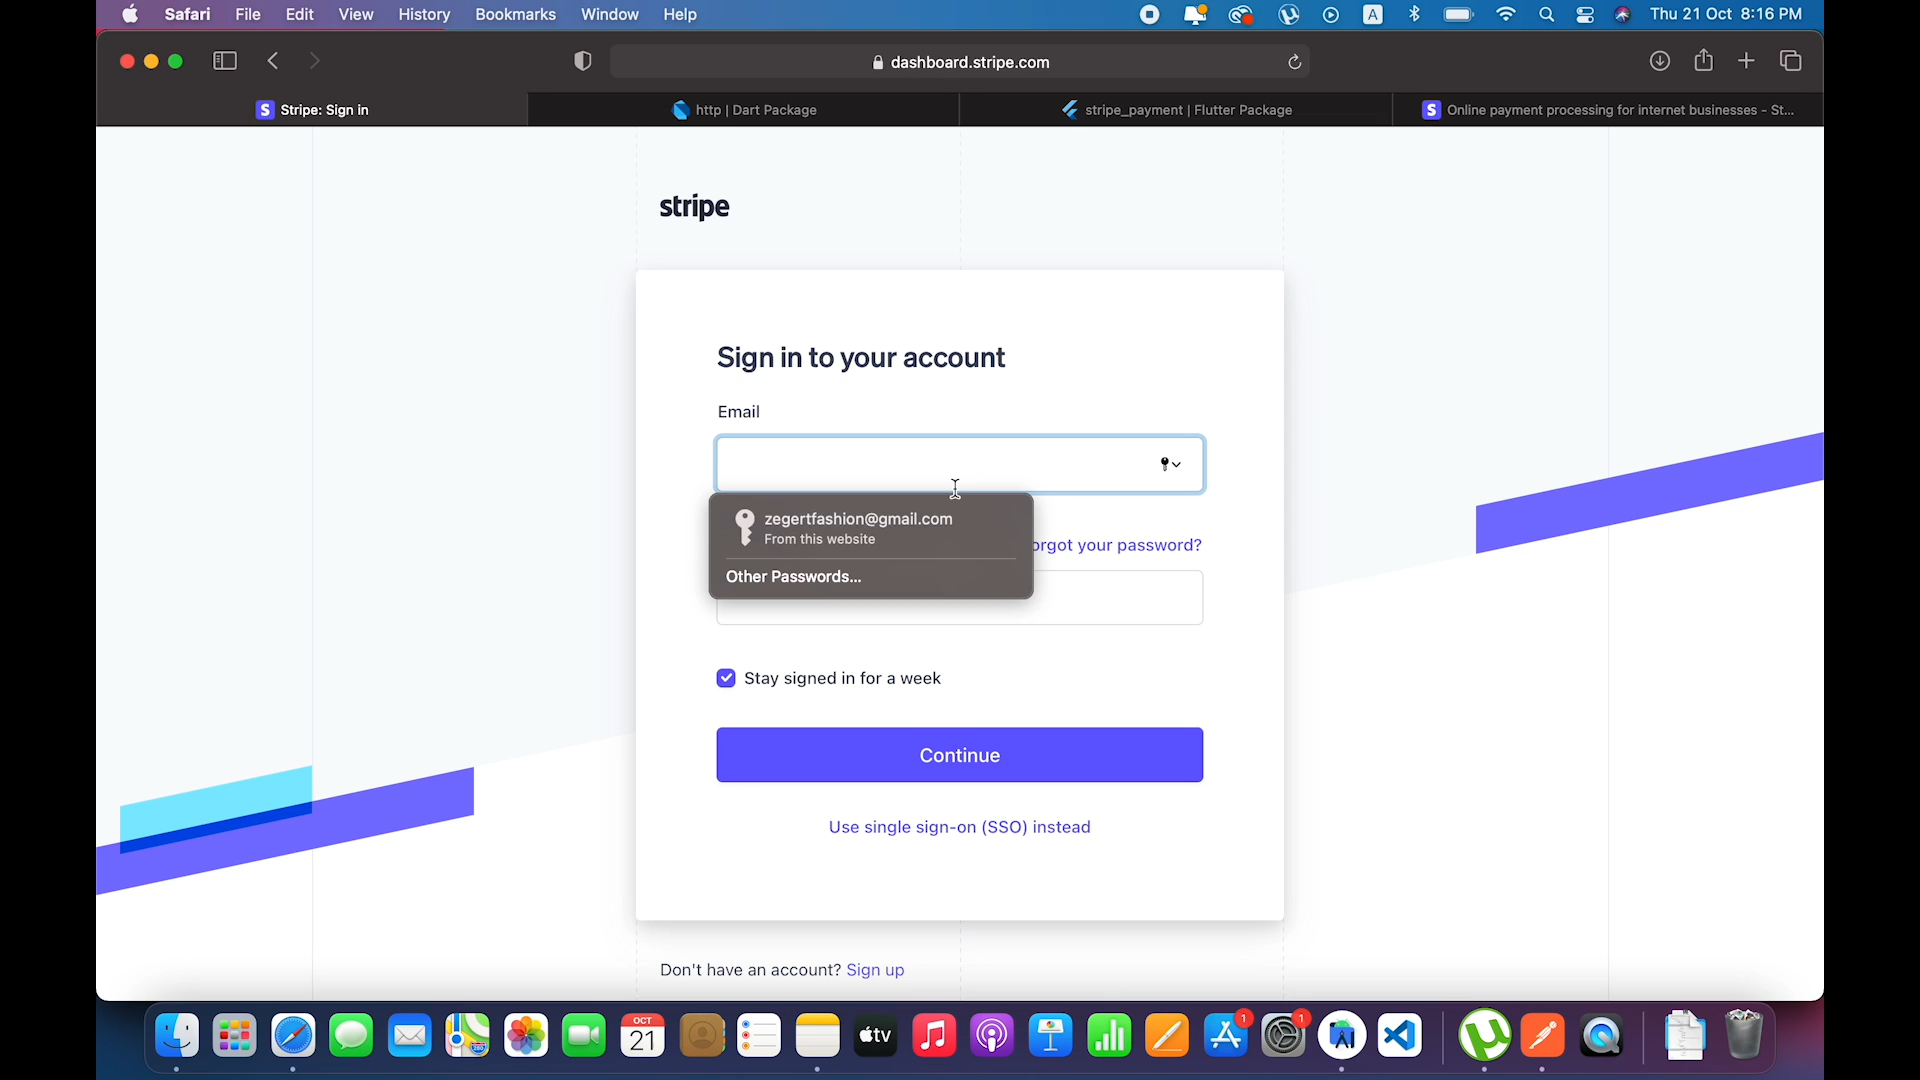 Safari File Edit View History Bookmarks Window Help
A
Thu 21 Oct 8:16 PM
dashboard.stripe.com
S Stripe: Sign in
http | Dart Package
stripe_payment | Flutter Package
S Online payment processing for internet businesses - St...
stripe
Sign in to your account
Email
zegertfashion@gmail.com
From this website
Other Passwords...
orgot your password?
Stay signed in for a week
Continue
Use single sign-on (SSO) instead
Don't have an account? Sign up
OCT
21
tv
1
1